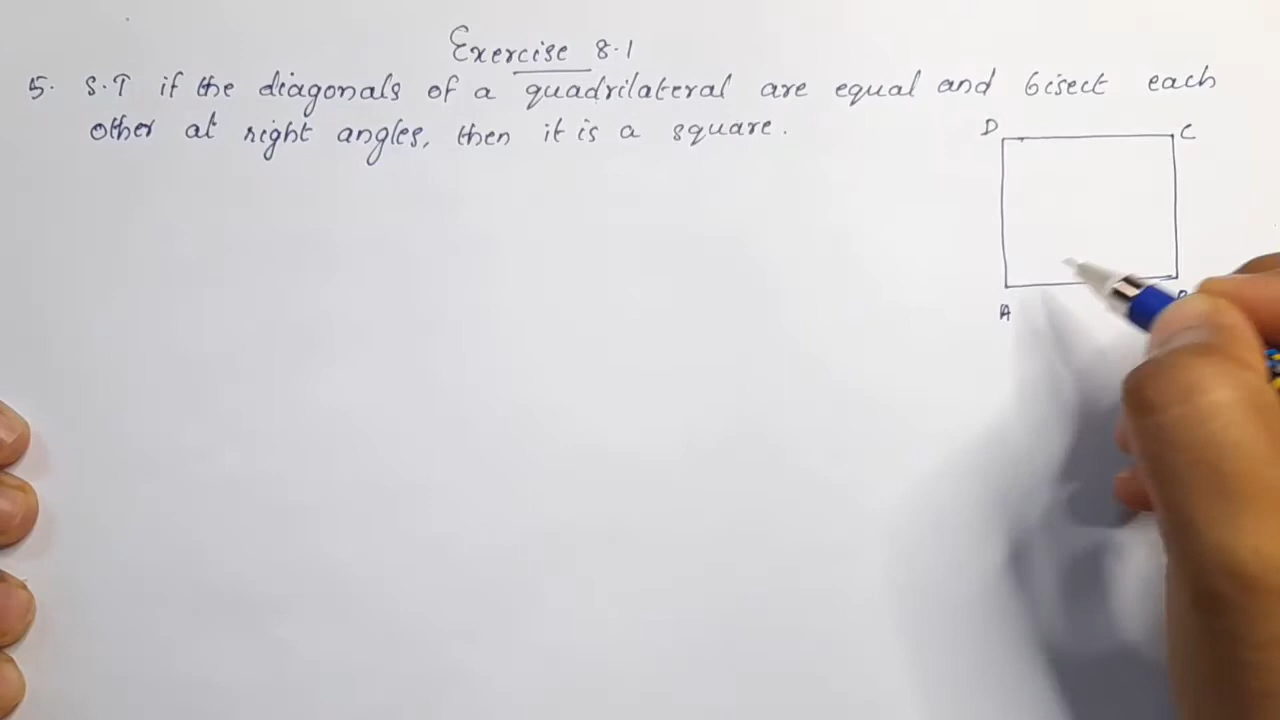 Exercise 8.1
5. S.T if the diagonals of a quadrilateral are equal and bisect each
other at right angles, then it is a square.
D C
A